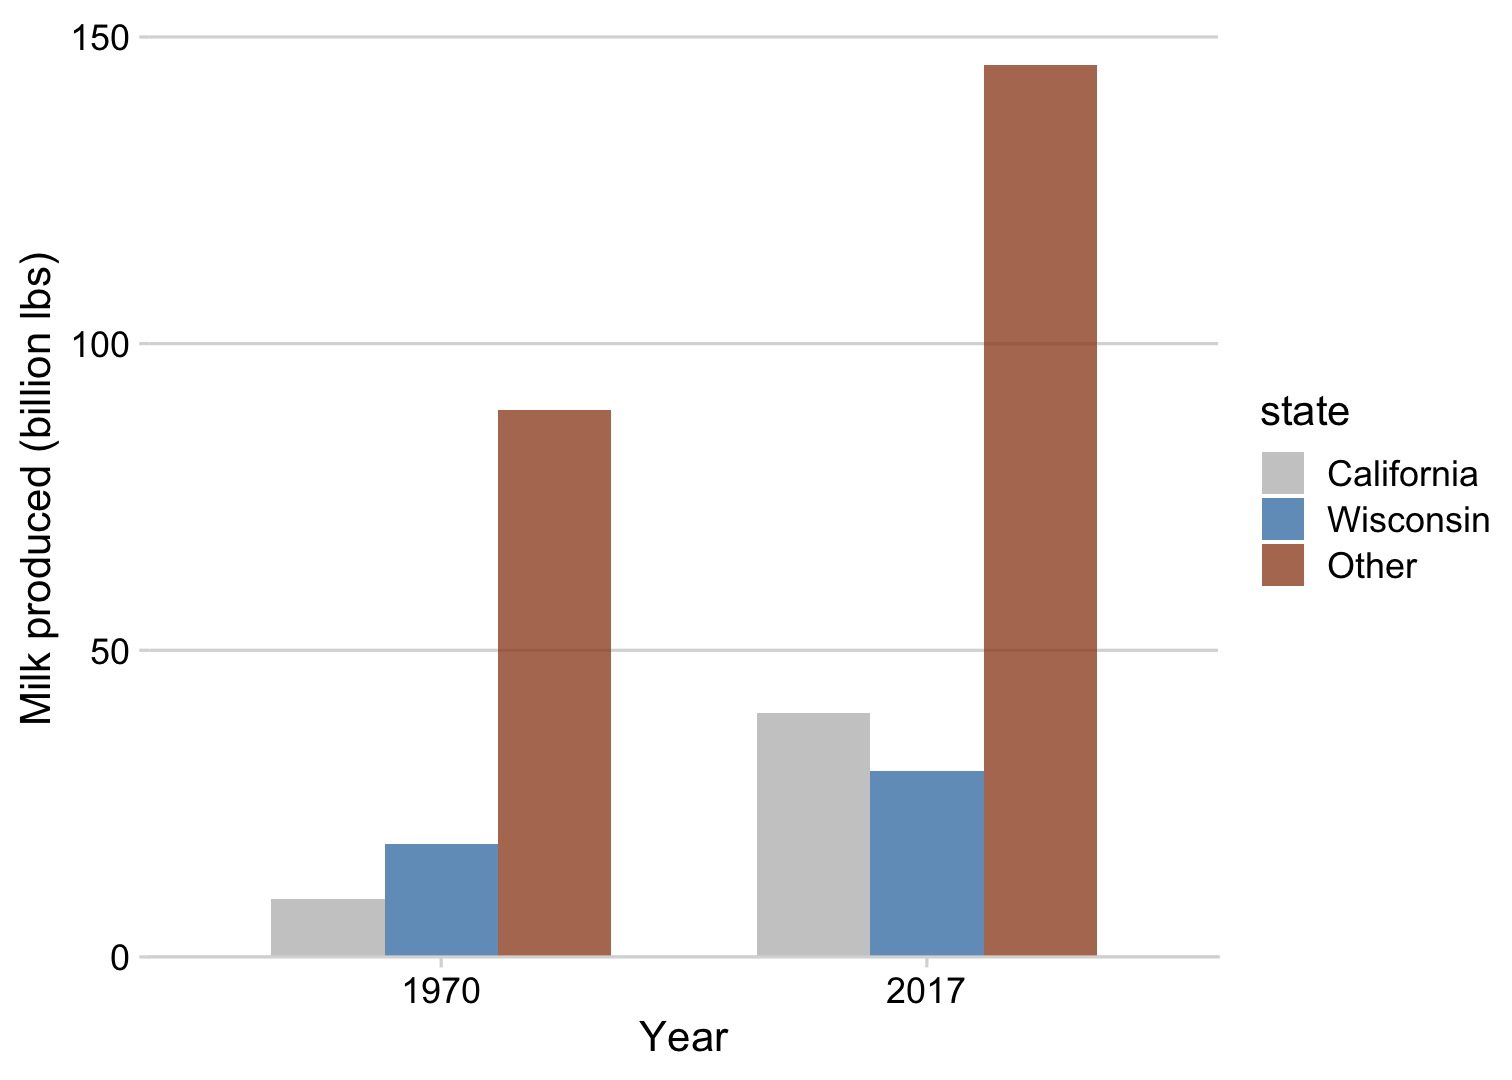 Milk produced (billion lbs)
150
100
50
0
1970
2017
Year
state
California
Wisconsin
Other